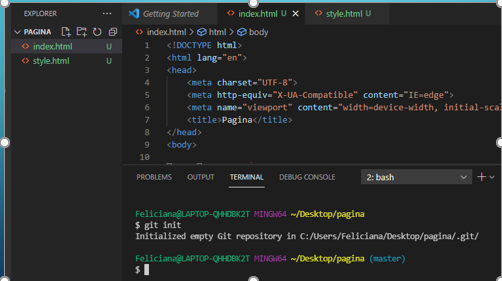 EXPLORER
Getting Started
index.html U
style.html U
PAGINA
index.html > html > body
index.html U
style.html U
1 <!DOCTYPE html>
2 <html lang="en">
3 <head>
4 <meta charset="UTF-8">
5 <meta http-equiv="X-UA-Compatible" content="IE=edge">
6 <meta name="viewport" content="width=device-width, initial-scal
7 <title>Pagina</title>
8 </head>
9 <body>
10
PROBLEMS OUTPUT TERMINAL DEBUG CONSOLE 2: bash
Feliciana@LAPTOP-QHHDBK2T MINGW64 ~/Desktop/pagina
$ git init
Initialized empty Git repository in C:/Users/Feliciana/Desktop/pagina/.git/
Feliciana@LAPTOP-QHHDBK2T MINGW64 ~/Desktop/pagina (master)
$